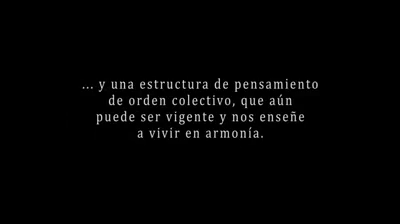 ... y una estructura de pensamiento
de orden colectivo, que aún
puede ser vigente y nos enseñe
a vivir en armonía.